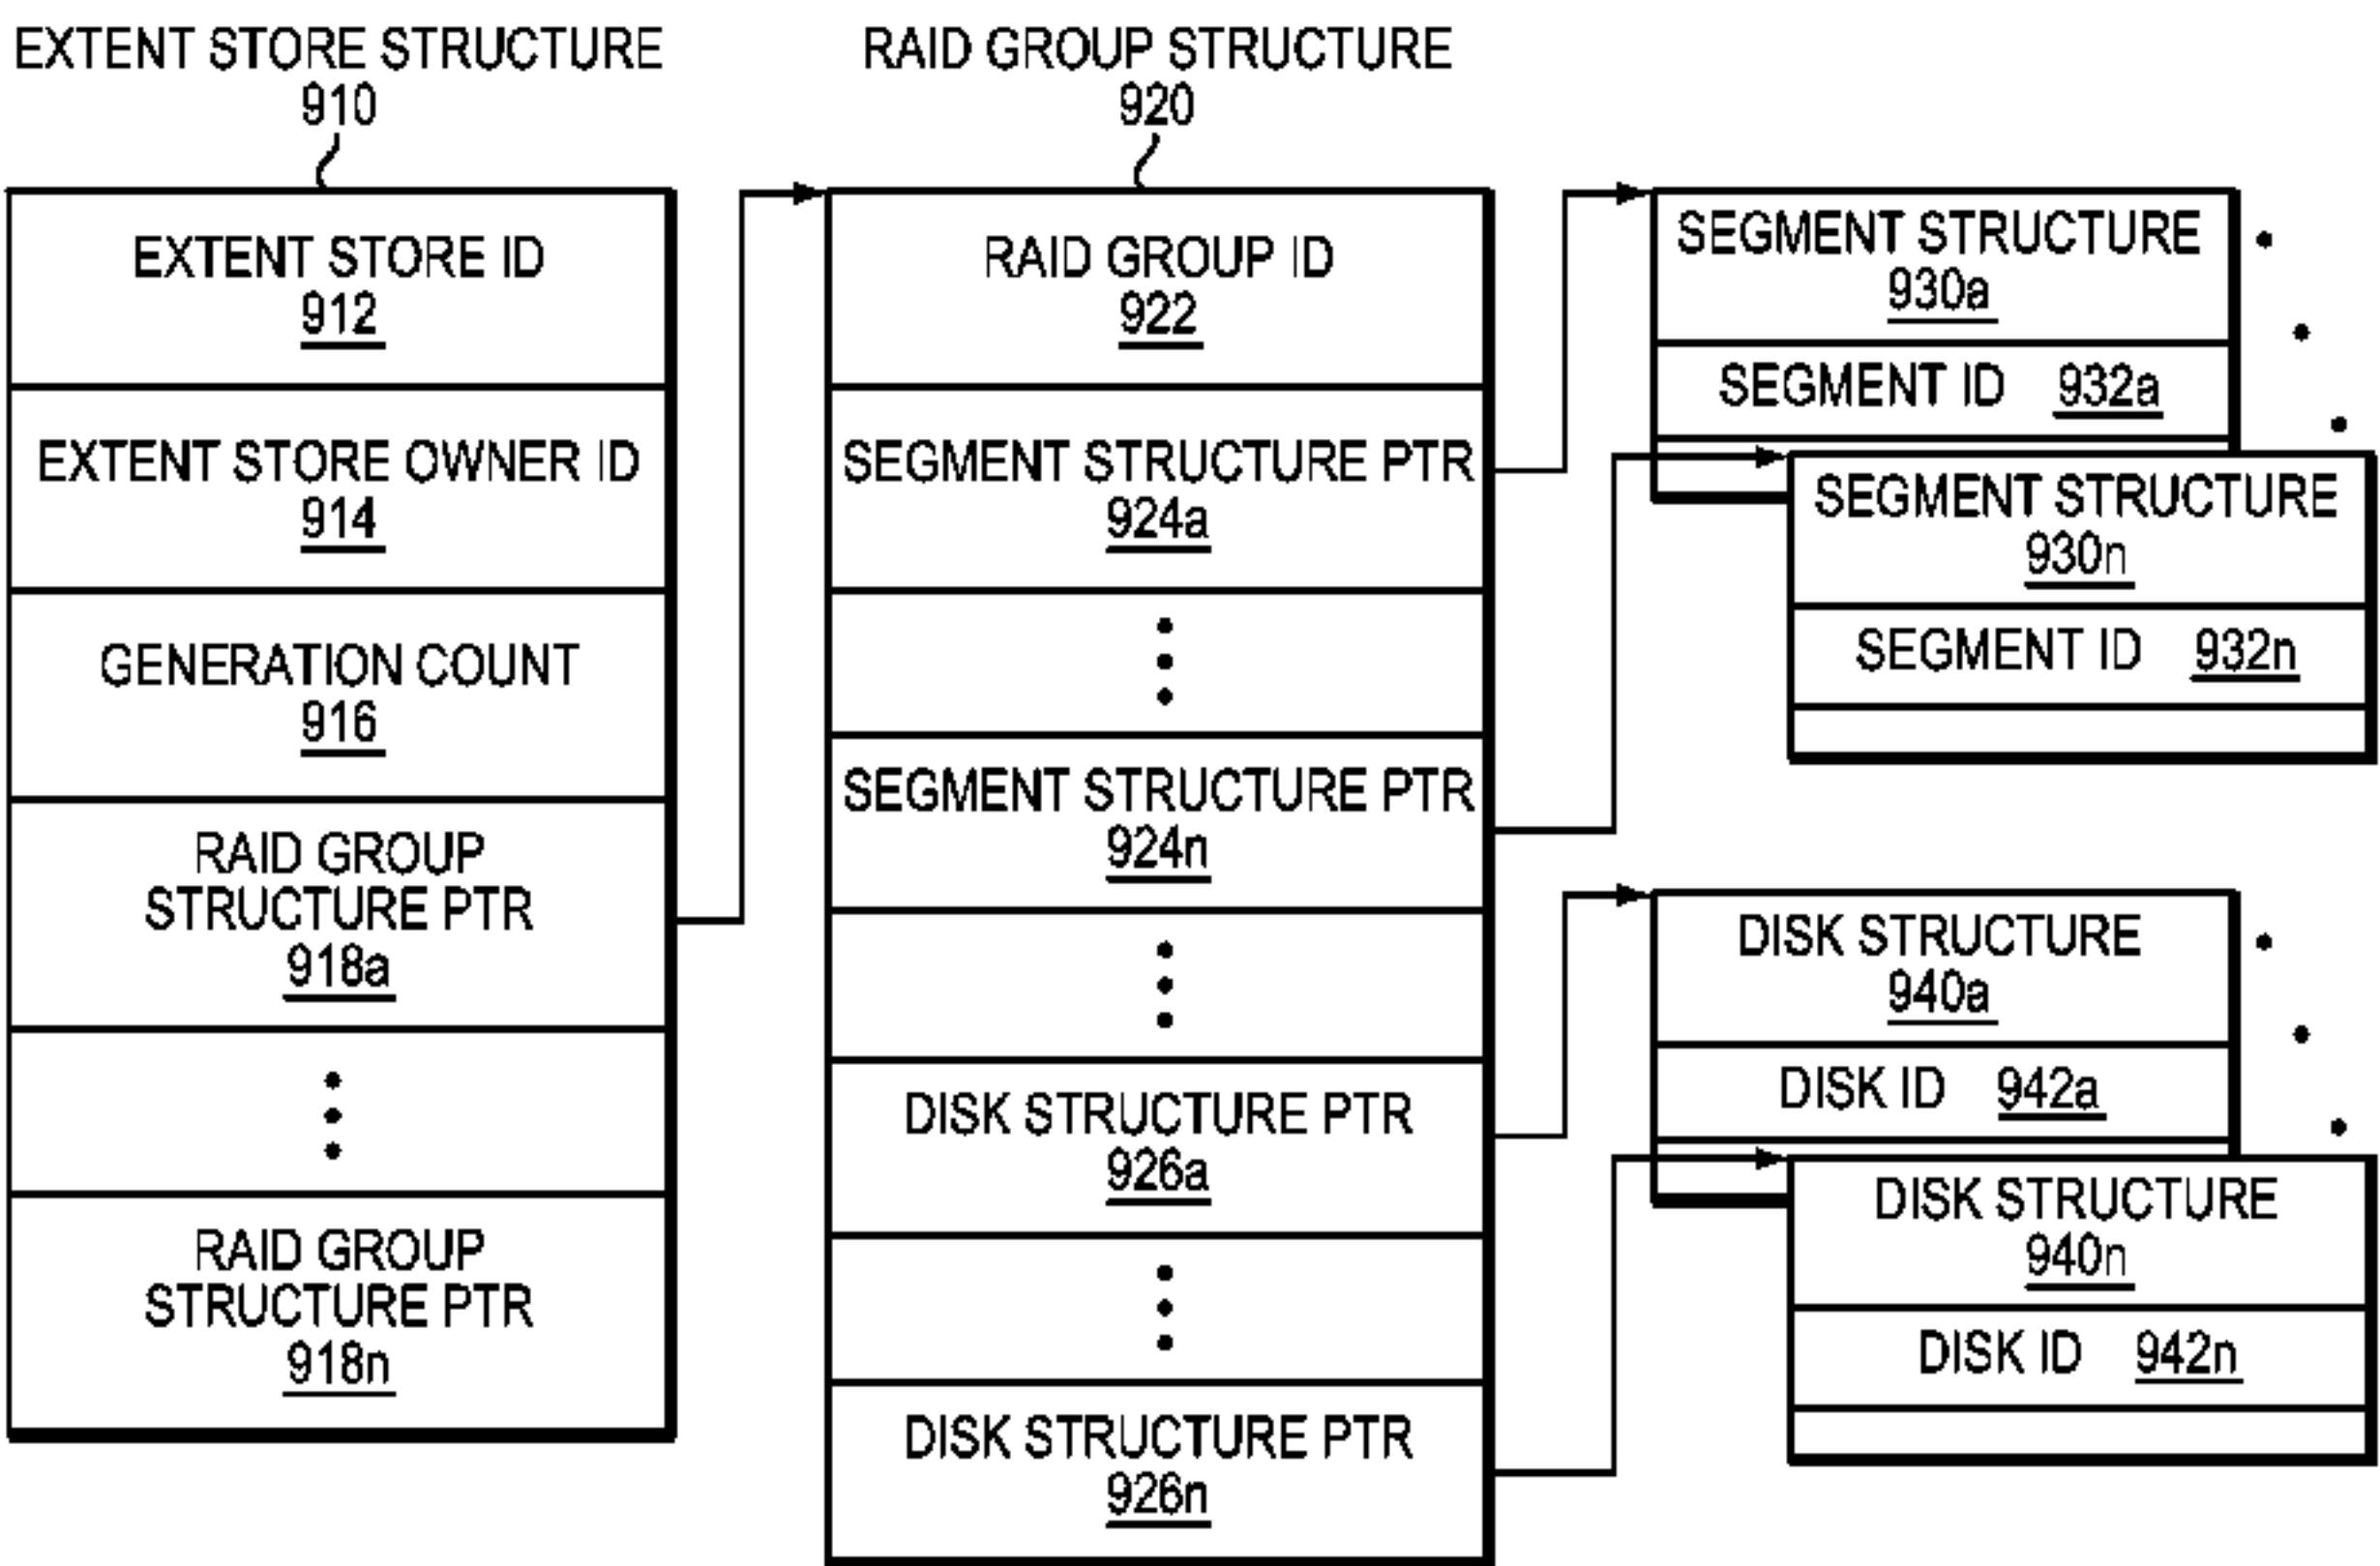 EXTENT STORE STRUCTURE
910
EXTENT STORE ID
912
EXTENT STORE OWNER ID
914
GENERATION COUNT
916
RAID GROUP
STRUCTURE PTR
918a
RAID GROUP
STRUCTURE PTR
918n
RAID GROUP STRUCTURE
920
RAID GROUP ID
922
SEGMENT STRUCTURE PTR
924a
SEGMENT STRUCTURE PTR
924n
DISK STRUCTURE PTR
926a
DISK STRUCTURE PTR
926n
SEGMENT STRUCTURE
930a
SEGMENT ID 932a
SEGMENT STRUCTURE
930n
SEGMENT ID 932n
DISK STRUCTURE
940a
DISK ID 942a
DISK STRUCTURE
940n
DISK ID 942n